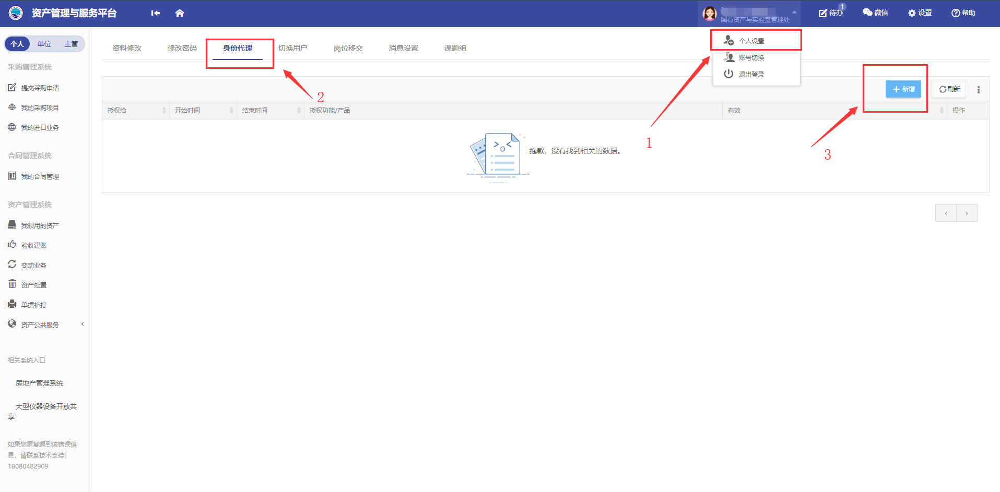 资产管理与服务平台
国有资产与实验室管理处
待办
1
微信
设置
帮助
个人 单位 主管
采购管理系统
提交采购申请
我的采购项目
我的进口业务
合同管理系统
我的合同管理
资产管理系统
我领用的资产
验收建账
变动业务
资产处置
单据补打
资产公共服务
相关系统入口
房地产管理系统
大型仪器设备开放共
享
如果您重复遇到该错误信
息，请联系技术支持：
18080482909
资料修改 修改密码 身份代理 切换用户 岗位移交 消息设置 课题组
个人设置
账号切换
退出登录
新增 刷新
授权给 开始时间 结束时间 授权功能/产品 有效 操作
抱歉，没有找到相关的数据。
1
2
3